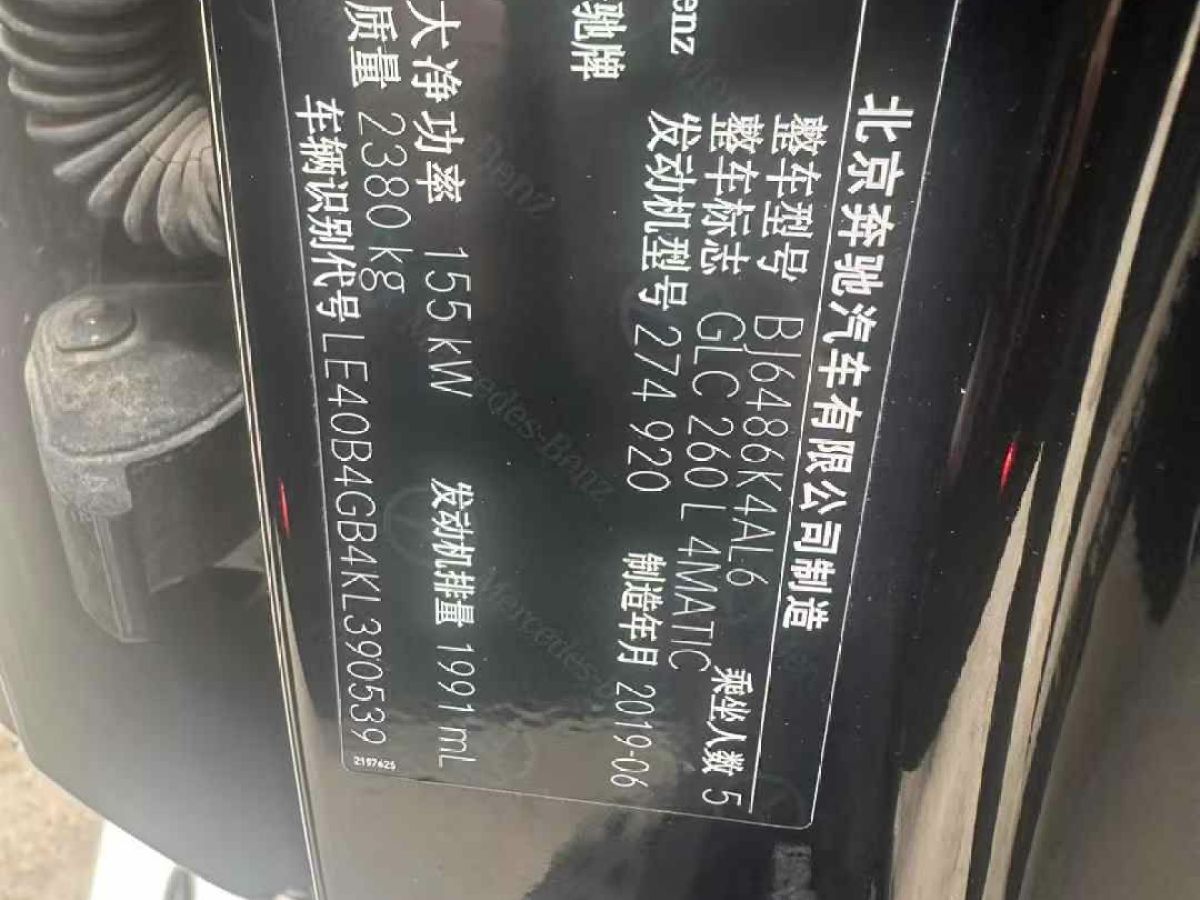 北京奔驰汽车有限公司制造
整车型号 BJ6486K4AL6
整车标志 GLC 260 L 4MATIC 乘坐人数 5
发动机型号 274 920 制造年月 2019-06
enz
驰牌
大净功率 155 kW 发动机排量 1991 mL
质量 2380 kg
车辆识别代号 LE40B4GB4KL390539
2197625